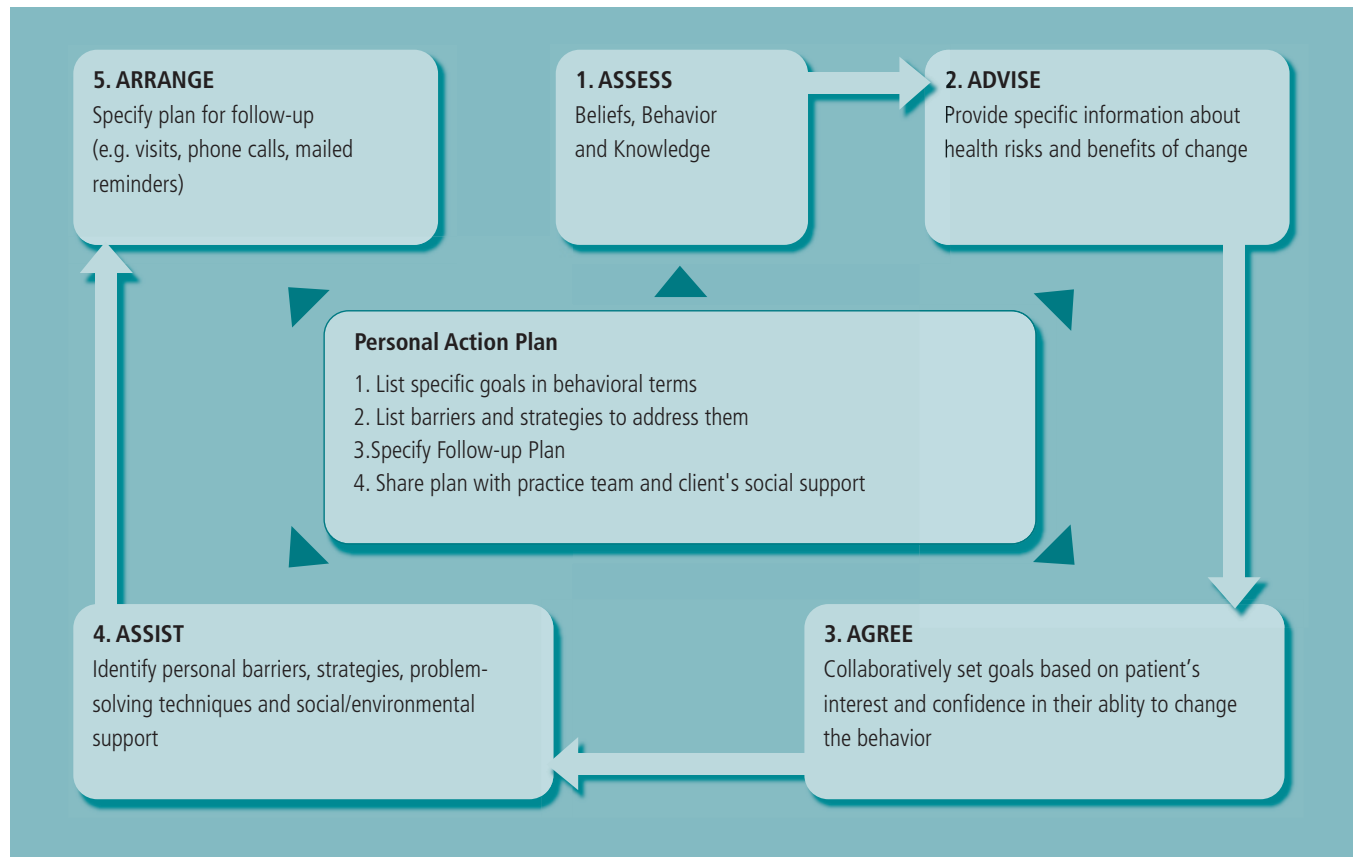 5. ARRANGE
Specify plan for follow-up
(e.g. visits, phone calls, mailed
reminders)
1. ASSESS
Beliefs, Behavior
and Knowledge
2. ADVISE
Provide specific information about
health risks and benefits of change
Personal Action Plan
1. List specific goals in behavioral terms
2. List barriers and strategies to address them
3.Specify Follow-up Plan
4. Share plan with practice team and client's social support
4. ASSIST
Identify personal barriers, strategies, problem-
solving techniques and social/environmental
support
3. AGREE
Collaboratively set goals based on patient’s
interest and confidence in their ablity to change
the behavior